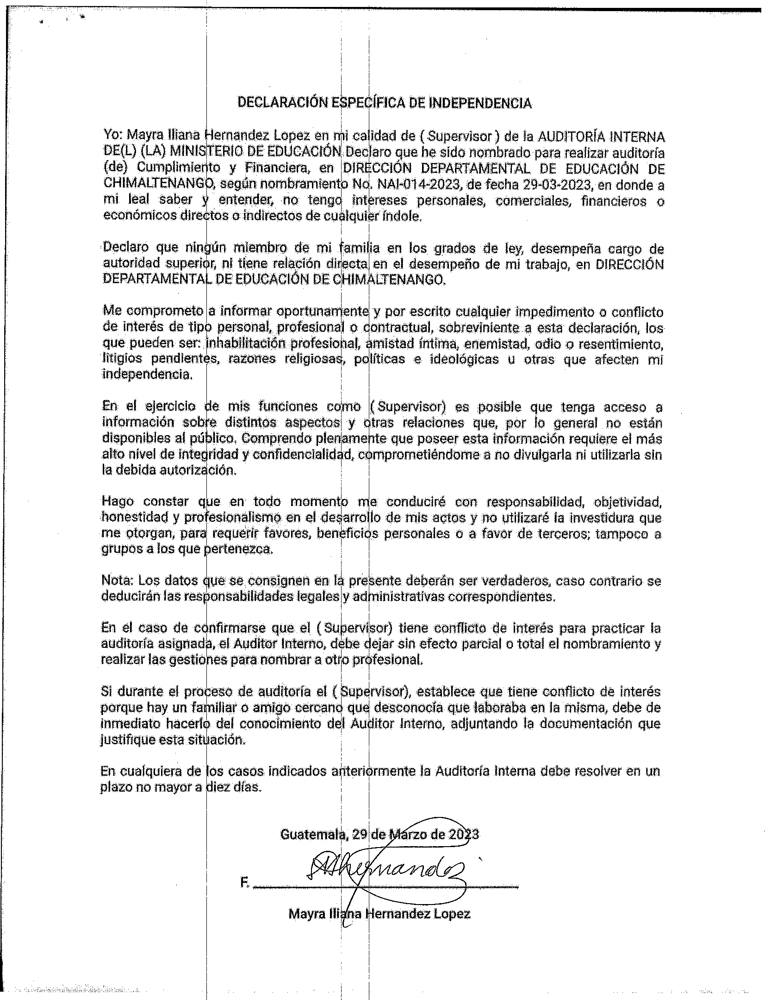 DECLARACIÓN ESPECÍFICA DE INDEPENDENCIA
Yo: Mayra Iliana Hernandez Lopez en mi calidad de ( Supervisor ) de la AUDITORÍA INTERNA
DE(L) (LA) MINISTERIO DE EDUCACIÓN Declaro que he sido nombrado para realizar auditoría
(de) Cumplimiento y Financiera, en DIRECCIÓN DEPARTAMENTAL DE EDUCACIÓN DE
CHIMALTENANGO, según nombramiento No. NAI-014-2023, de fecha 29-03-2023, en donde a
mi leal saber y entender, no tengo intereses personales, comerciales, financieros o
económicos directos o indirectos de cualquier índole.
Declaro que ningún miembro de mi familia en los grados de ley, desempeña cargo de
autoridad superior, ni tiene relación directa en el desempeño de mi trabajo, en DIRECCIÓN
DEPARTAMENTAL DE EDUCACIÓN DE CHIMALTENANGO.
Me comprometo a informar oportunamente y por escrito cualquier impedimento o conflicto
de interés de tipo personal, profesional o contractual, sobreviniente a esta declaración, los
que pueden ser: inhabilitación profesional, amistad íntima, enemistad, odio o resentimiento,
litigios pendientes, razones religiosas, políticas e ideológicas u otras que afecten mi
independencia.
En el ejercicio de mis funciones como ( Supervisor) es posible que tenga acceso a
información sobre distintos aspectos y otras relaciones que, por lo general no están
disponibles al público. Comprendo plenamente que poseer esta información requiere el más
alto nivel de integridad y confidencialidad, comprometiéndome a no divulgarla ni utilizarla sin
la debida autorización.
Hago constar que en todo momento me conduciré con responsabilidad, objetividad,
honestidad y profesionalismo en el desarrollo de mis actos y no utilizaré la investidura que
me otorgan, para requerir favores, beneficios personales o a favor de terceros; tampoco a
grupos a los que pertenezca.
Nota: Los datos que se consignen en la presente deberán ser verdaderos, caso contrario se
deducirán las responsabilidades legales y administrativas correspondientes.
En el caso de confirmarse que el ( Supervisor) tiene conflicto de interés para practicar la
auditoría asignada, el Auditor Interno, debe dejar sin efecto parcial o total el nombramiento y
realizar las gestiones para nombrar a otro profesional.
Si durante el proceso de auditoría el ( Supervisor), establece que tiene conflicto de interés
porque hay un familiar o amigo cercano que desconocía que laboraba en la misma, debe de
inmediato hacerlo del conocimiento del Auditor Interno, adjuntando la documentación que
justifique esta situación.
En cualquiera de los casos indicados anteriormente la Auditoría Interna debe resolver en un
plazo no mayor a diez días.
Guatemala, 29 de Marzo de 2023
F.
Mayra Iliana Hernandez Lopez